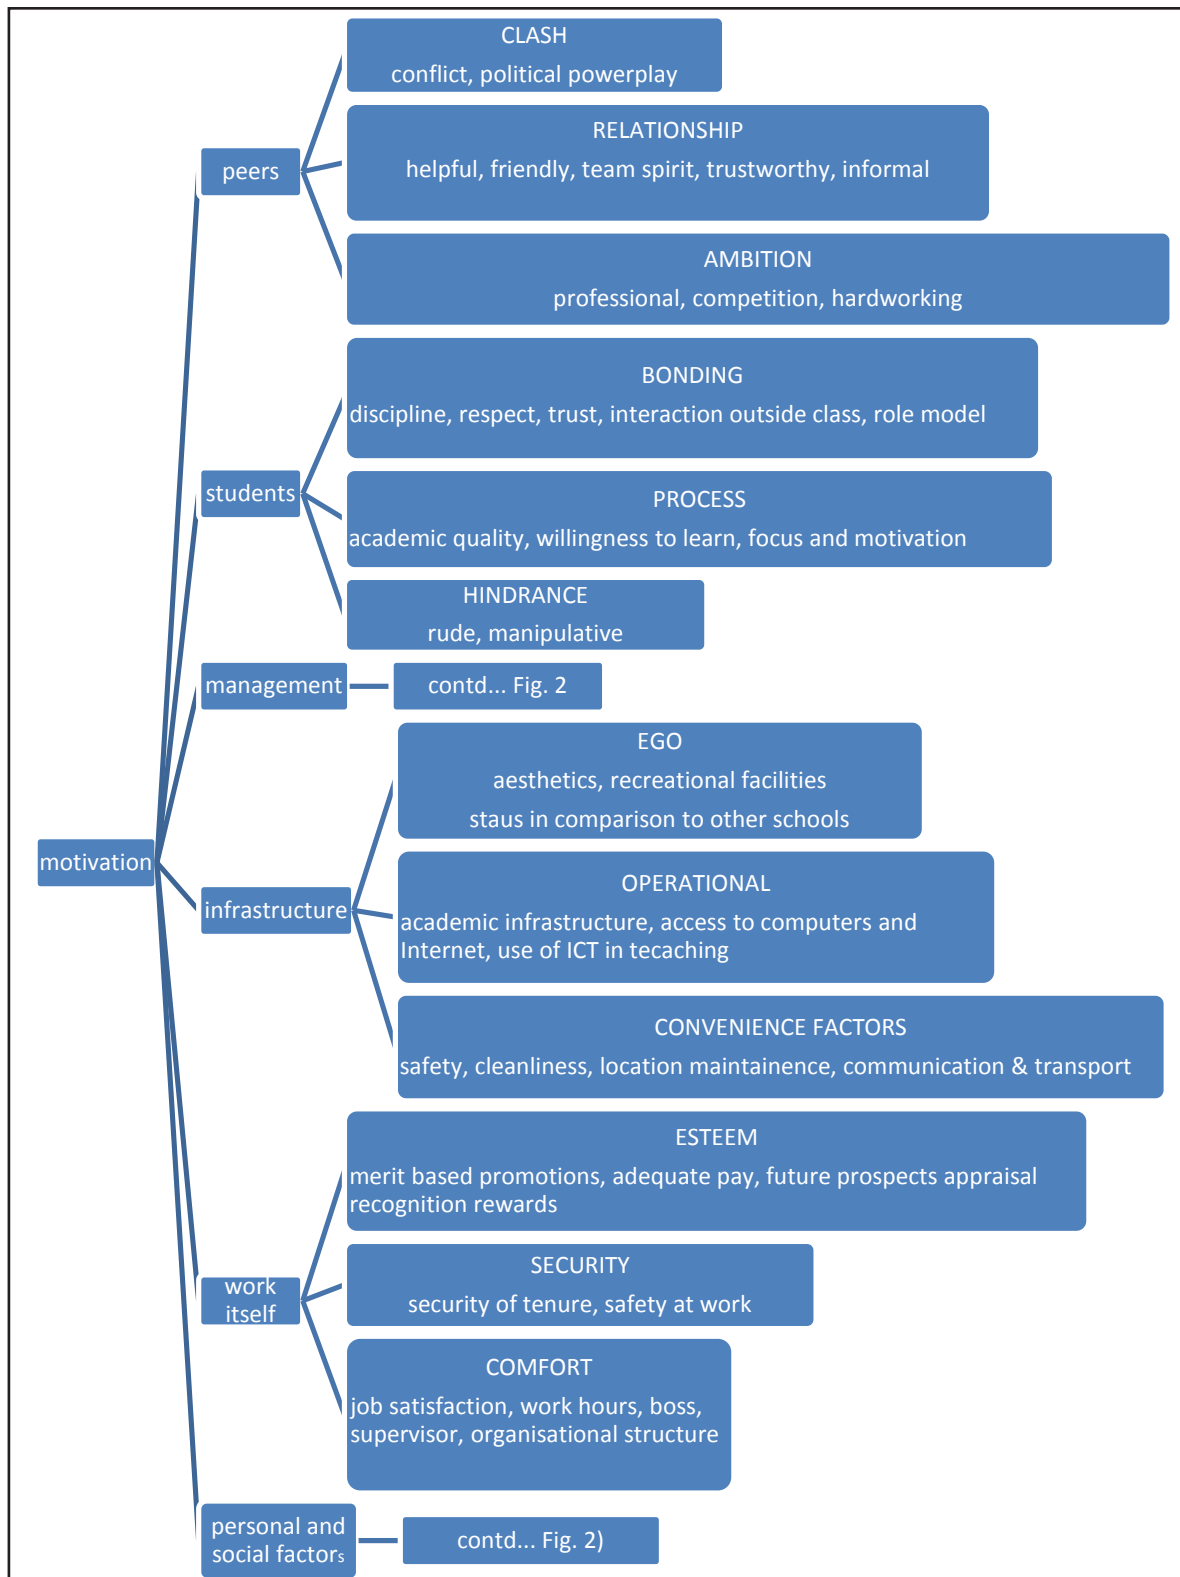 CLASH
conflict, political powerplay
RELATIONSHIP
peers
helpful, friendly, team spirit, trustworthy, informal
AMBITION
professional, competition, hardworking
BONDING
discipline, respect, trust, interaction outside class, role model
students
PROCESS
academic quality, willingness to learn, focus and motivation
HINDRANCE
rude, manipulative
management
contd... Fig. 2
EGO
aesthetics, recreational facilities
staus in comparison to other schools
motivation
OPERATIONAL
infrastructure
academic infrastructure, access to computers and
Internet, use of ICT in tecaching
CONVENIENCE FACTORS
safety, cleanliness, location maintainence, communication & transport
ESTEEM
merit based promotions, adequate pay, future prospects appraisal
recognition rewards
SECURITY
work
itself
security of tenure, safety at work
COMFORT
job satisfaction, work hours, boss,
supervisor, organisational structure
personal and
social factors
contd... Fig. 2)